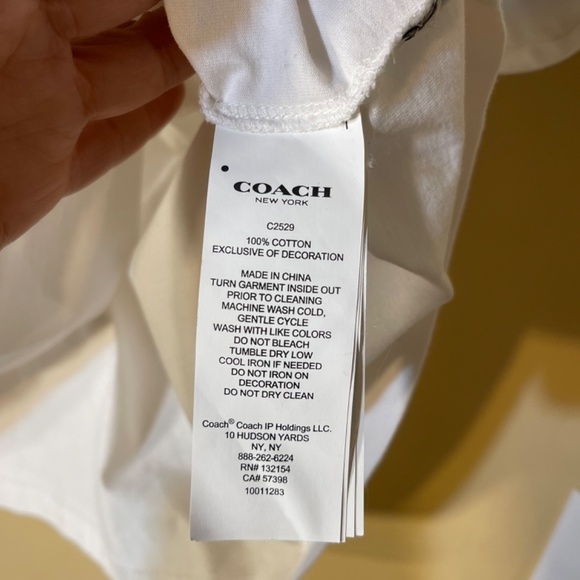 COACH
NEW YORK
C2529
100% COTTON
EXCLUSIVE OF DECORATION
MADE IN CHINA
TURN GARMENT INSIDE OUT
PRIOR TO CLEANING
MACHINE WASH COLD,
GENTLE CYCLE
WASH WITH LIKE COLORS
DO NOT BLEACH
TUMBLE DRY LOW
COOL IRON IF NEEDED
DO NOT IRON ON
DECORATION
DO NOT DRY CLEAN
Coach® Coach IP Holdings LLC.
10 HUDSON YARDS
NY, NY
888-262-6224
RN# 132154
CA# 57398
10011283